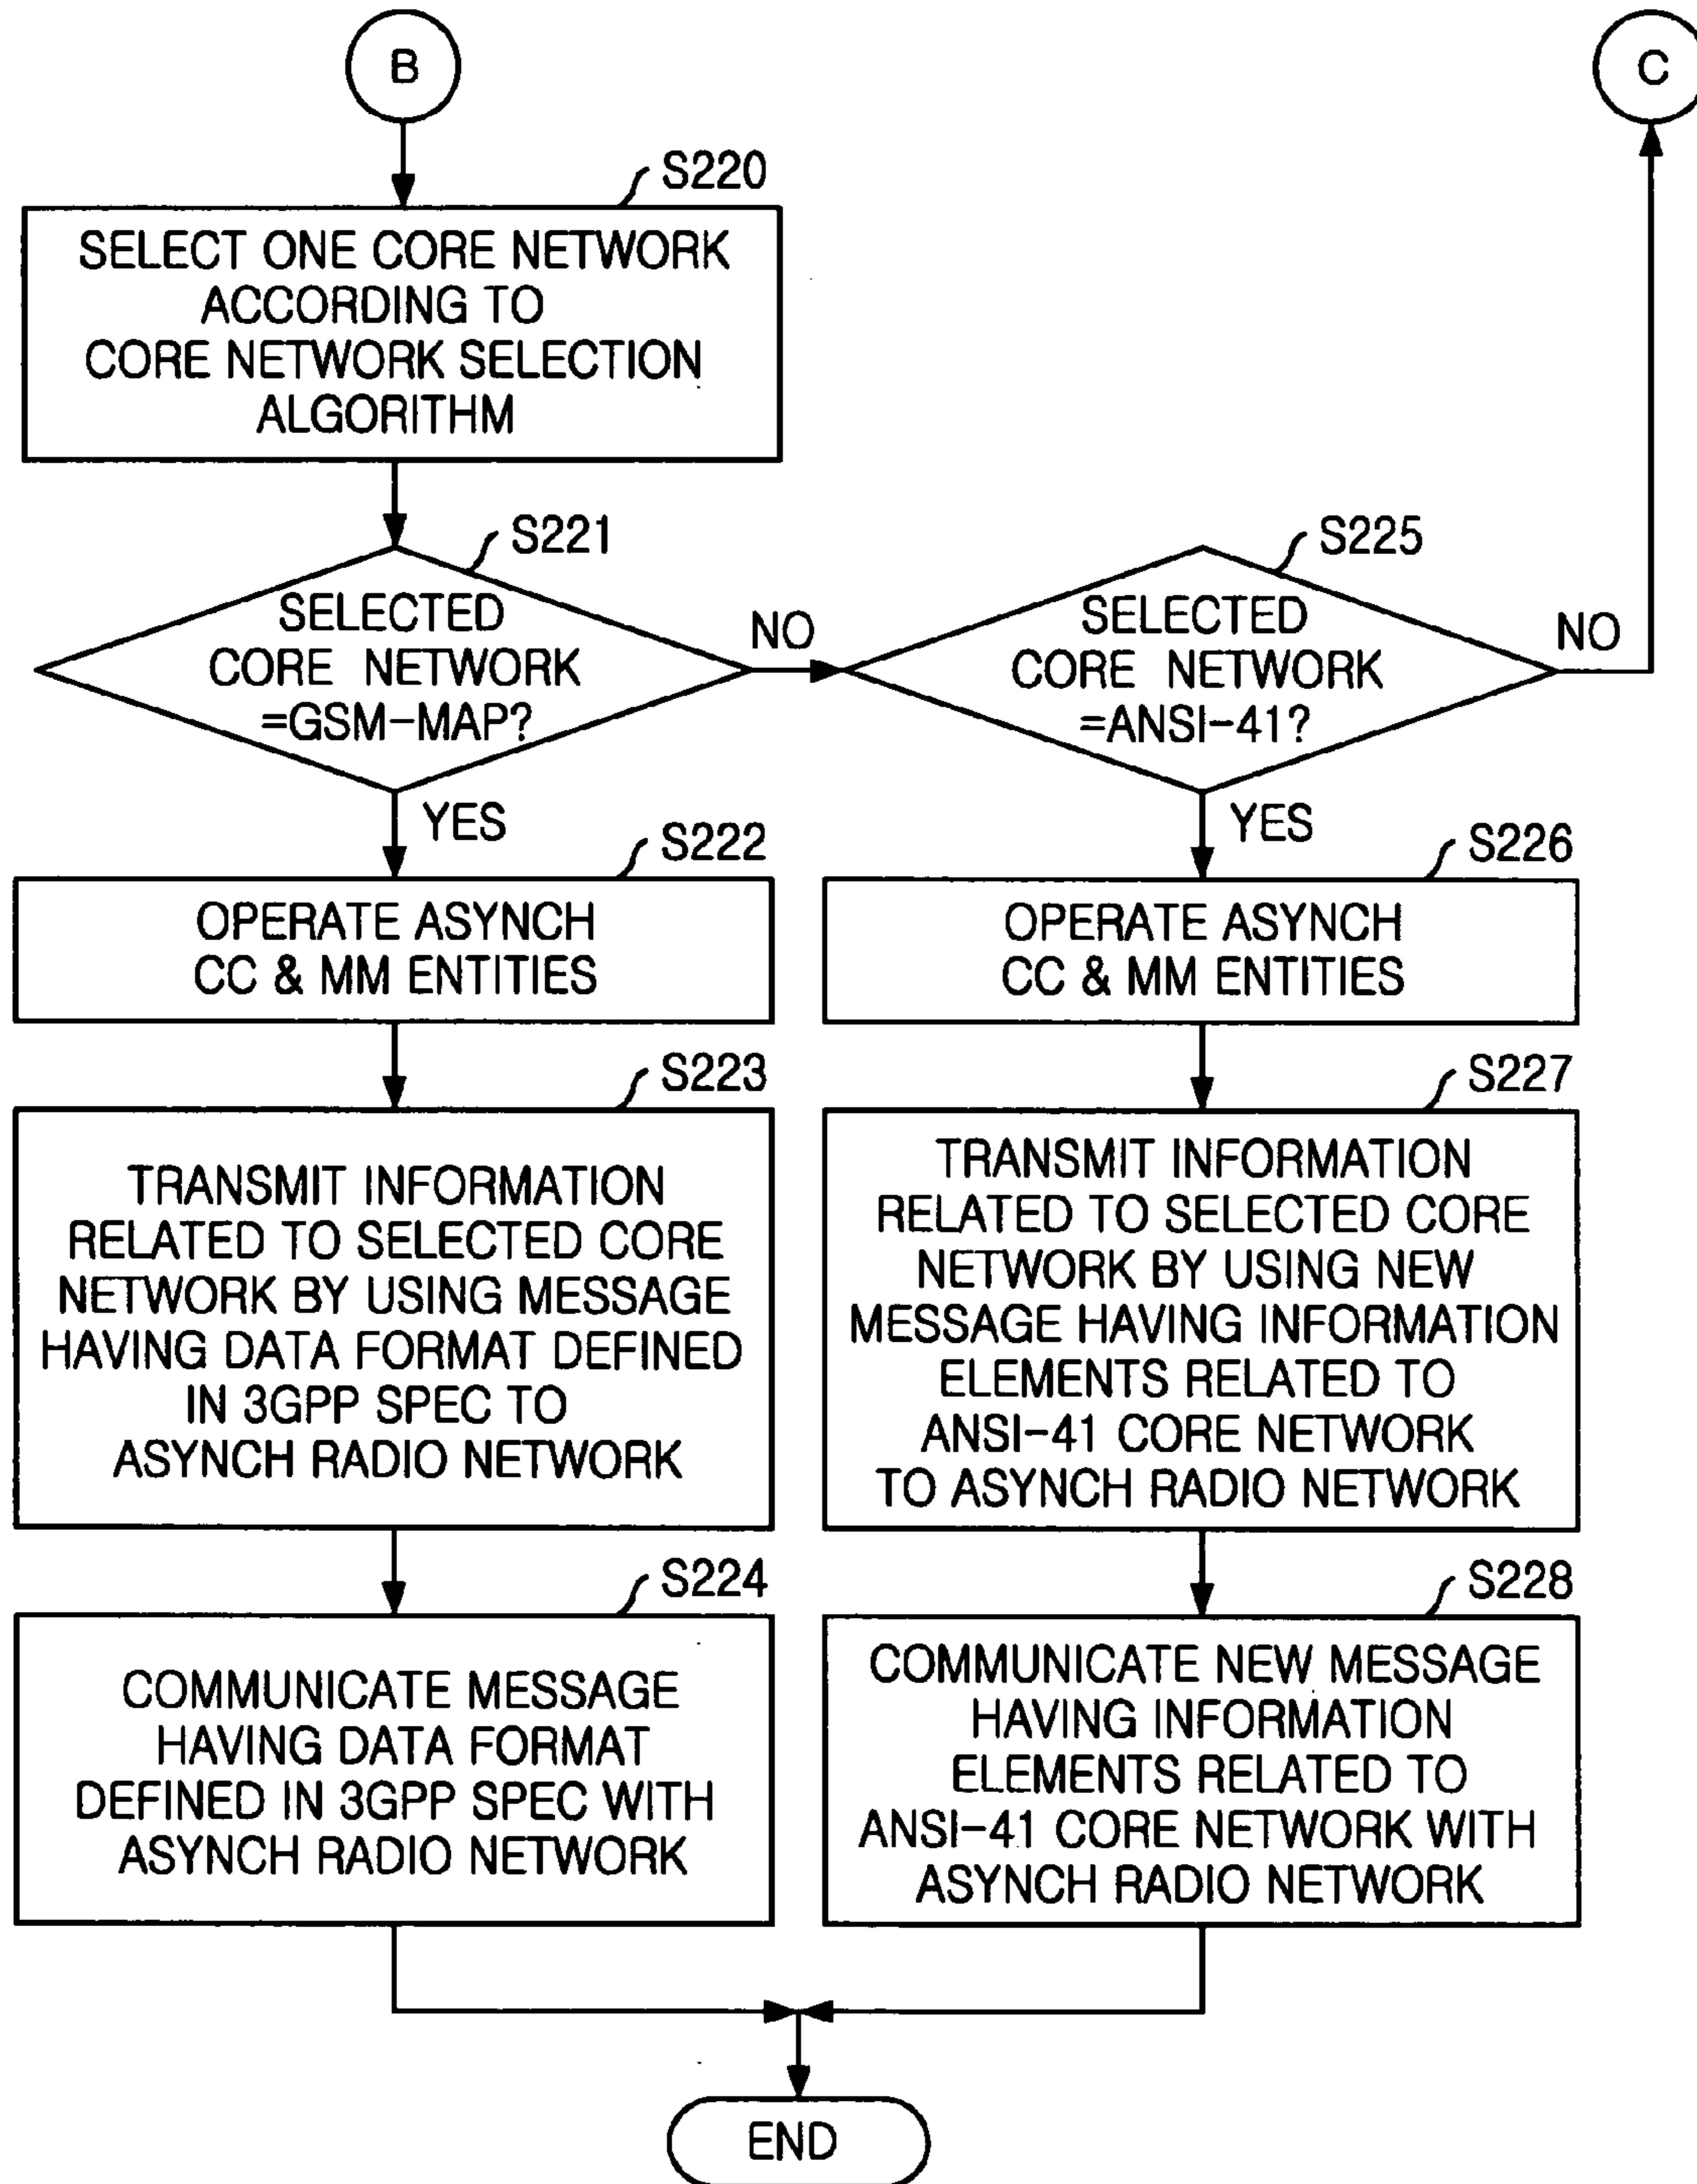 B
C
S220
SELECT ONE CORE NETWORK
ACCORDING TO
CORE NETWORK SELECTION
ALGORITHM
S221
SELECTED
CORE NETWORK
=GSM-MAP?
NO
S225
SELECTED
CORE NETWORK
=ANSI-41?
NO
YES
YES
S222
OPERATE ASYNCH
CC & MM ENTITIES
S226
OPERATE ASYNCH
CC & MM ENTITIES
S223
TRANSMIT INFORMATION
RELATED TO SELECTED CORE
NETWORK BY USING MESSAGE
HAVING DATA FORMAT DEFINED
IN 3GPP SPEC TO
ASYNCH RADIO NETWORK
S227
TRANSMIT INFORMATION
RELATED TO SELECTED CORE
NETWORK BY USING NEW
MESSAGE HAVING INFORMATION
ELEMENTS RELATED TO
ANSI-41 CORE NETWORK
TO ASYNCH RADIO NETWORK
S224
COMMUNICATE MESSAGE
HAVING DATA FORMAT
DEFINED IN 3GPP SPEC WITH
ASYNCH RADIO NETWORK
S228
COMMUNICATE NEW MESSAGE
HAVING INFORMATION
ELEMENTS RELATED TO
ANSI-41 CORE NETWORK WITH
ASYNCH RADIO NETWORK
END